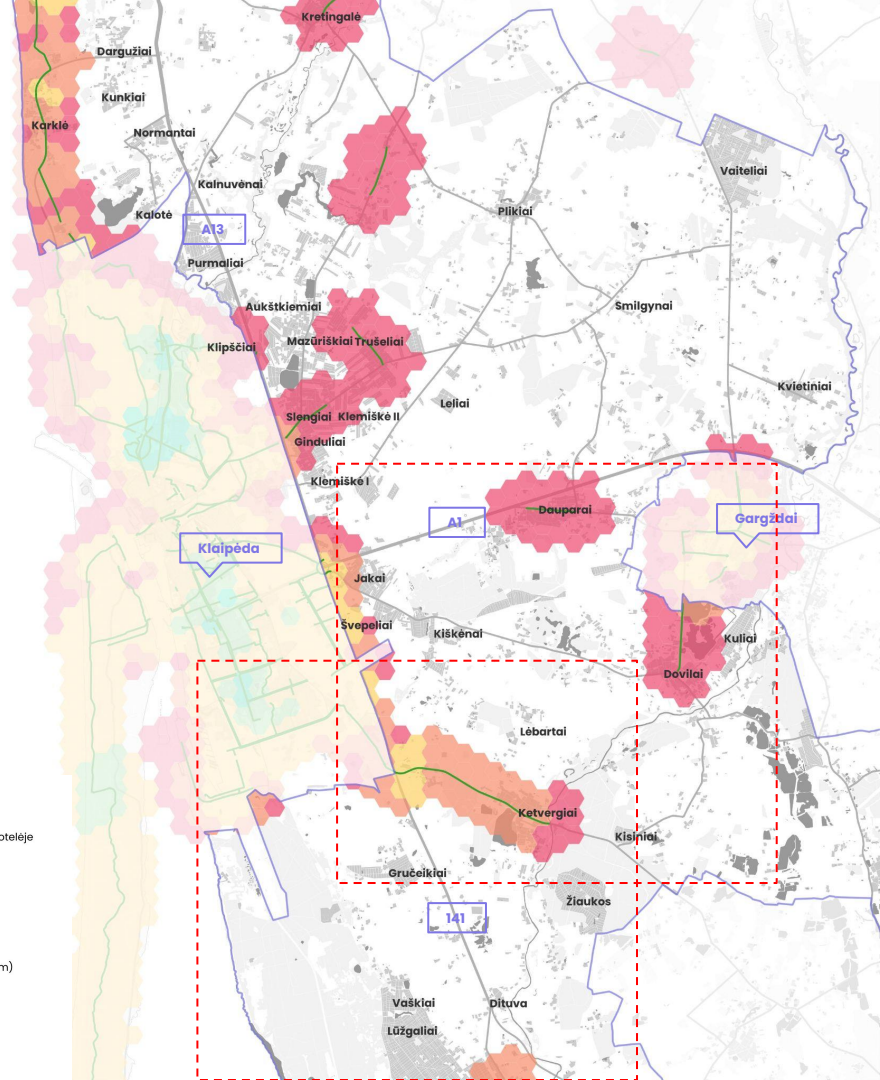 Kretingalė
Dargužiai
Kunkiai
Karklė
Normantai
Vaiteliai
Kalnuvėnai
Plikiai
Kalotė
A13
Purmaliai
Aukštkiemiai
Smilgynai
Klipščiai
Mazūriškiai
Trušeliai
Kvietiniai
Leliai
Slengiai
Klemiškė II
Ginduliai
Klemiškė I
Dauparai
A1
Gargždai
Klaipėda
Jakai
Švepeliai
Kiškėnai
Kuliai
Dovilai
Lėbartai
Ketvergiai
Kisiniai
otelėje
Gručeikiai
Žiaukos
141
m)
Vaškiai
Dituva
Lūžgaliai